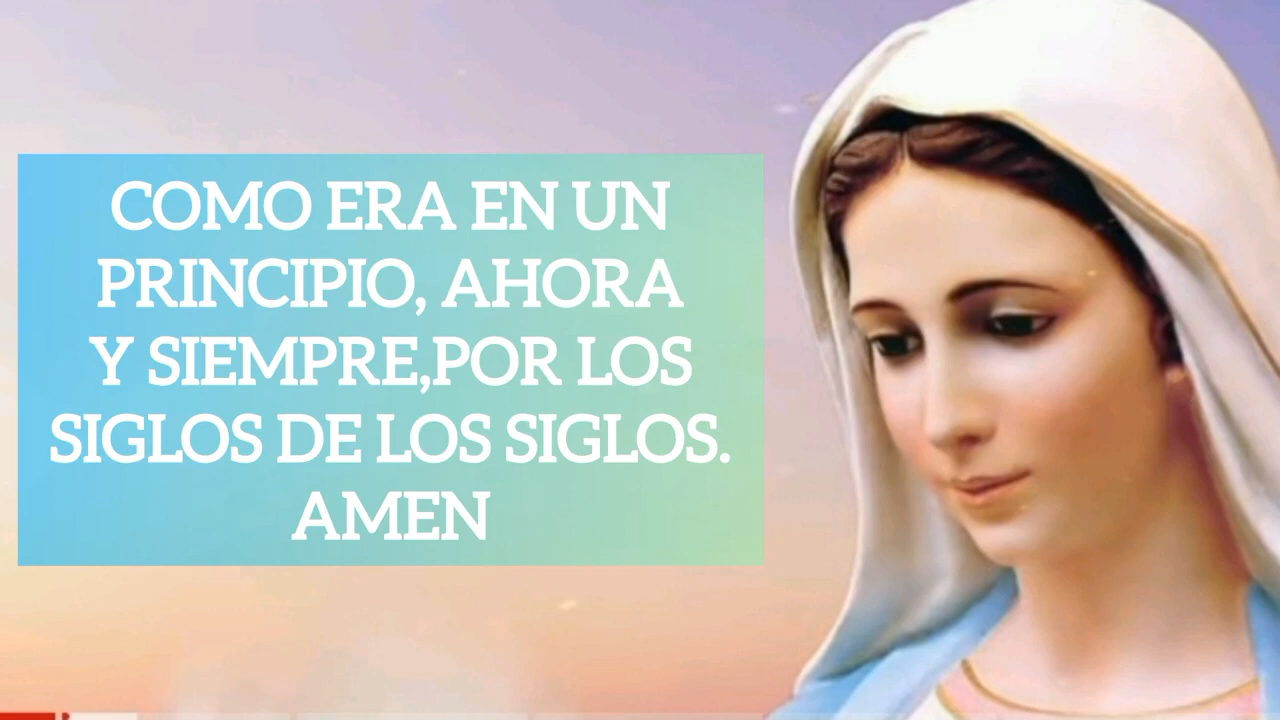 COMO ERA EN UN
PRINCIPIO, AHORA
Y SIEMPRE,POR LOS
SIGLOS DE LOS SIGLOS.
AMEN